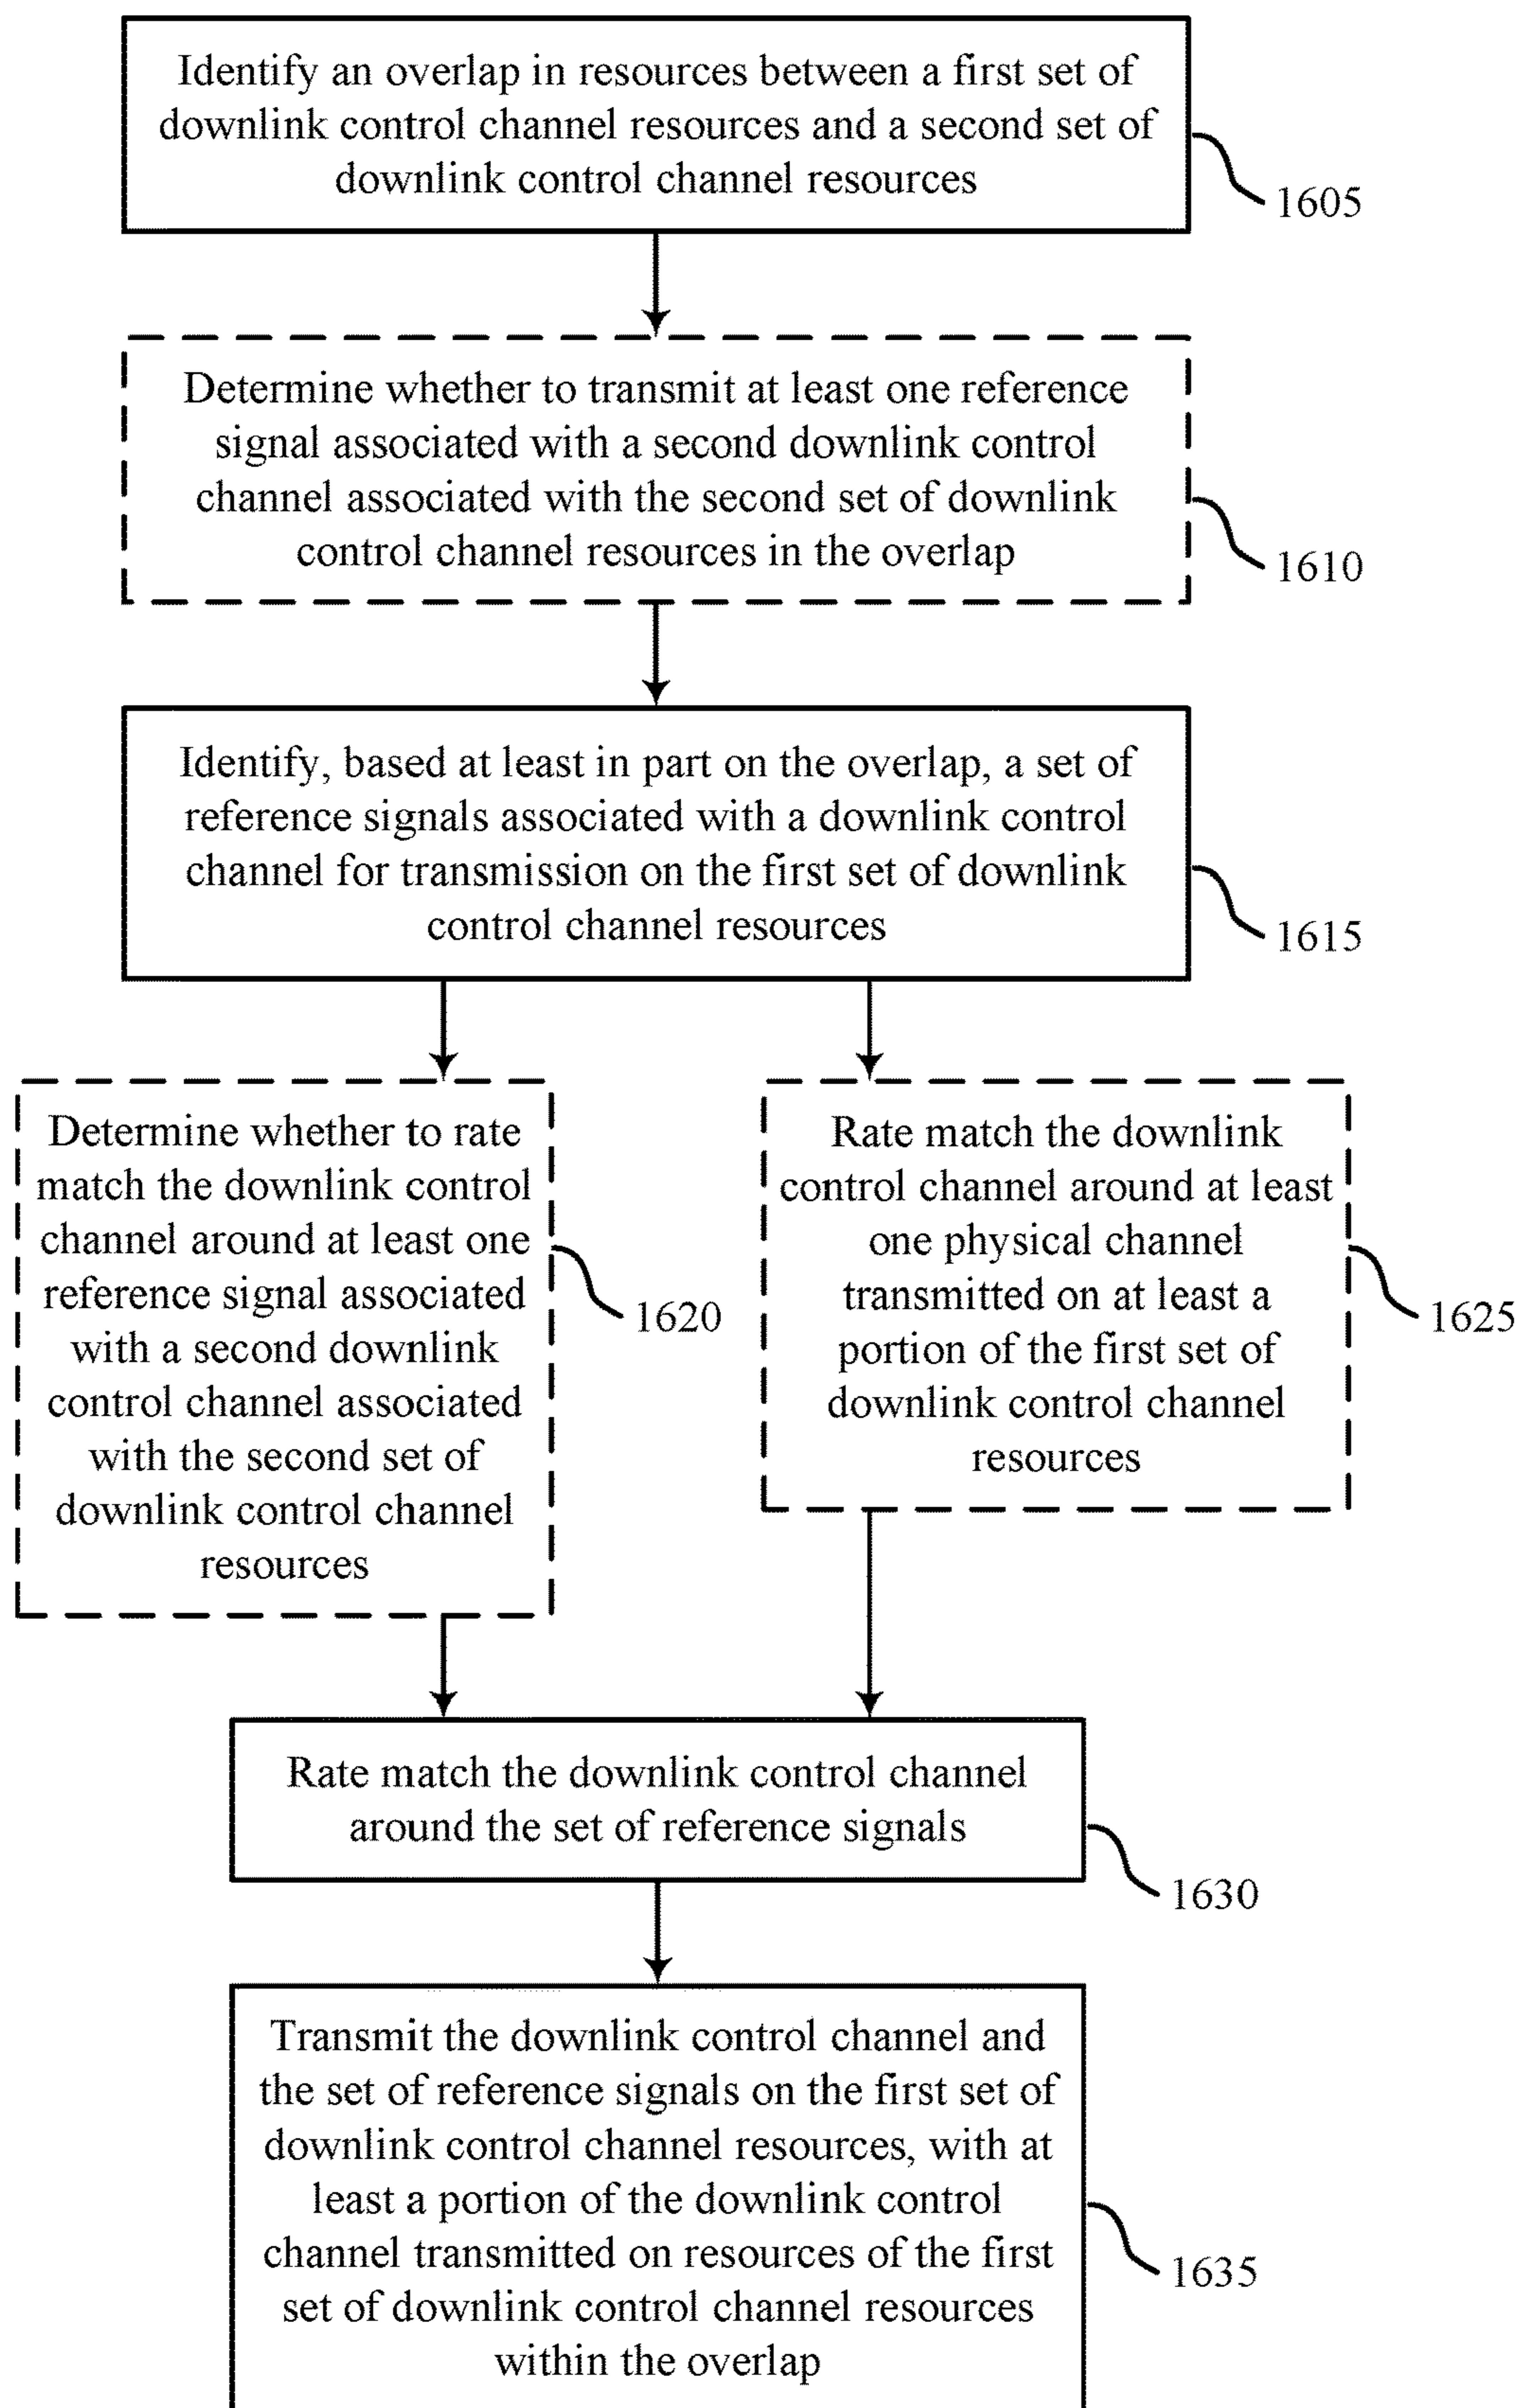 Identify an overlap in resources between a first set of
downlink control channel resources and a second set of
downlink control channel resources
1605
Determine whether to transmit at least one reference
signal associated with a second downlink control
channel associated with the second set of downlink
control channel resources in the overlap
1610
Identify, based at least in part on the overlap, a set of
reference signals associated with a downlink control
channel for transmission on the first set of downlink
control channel resources
1615
Determine whether to rate
match the downlink control
channel around at least one
reference signal associated
with a second downlink
control channel associated
with the second set of
downlink control channel
resources
1620
Rate match the downlink
control channel around at least
one physical channel
transmitted on at least a
portion of the first set of
downlink control channel
resources
1625
Rate match the downlink control channel
around the set of reference signals
1630
Transmit the downlink control channel and
the set of reference signals on the first set of
downlink control channel resources, with at
least a portion of the downlink control
channel transmitted on resources of the first
set of downlink control channel resources
within the overlap
1635